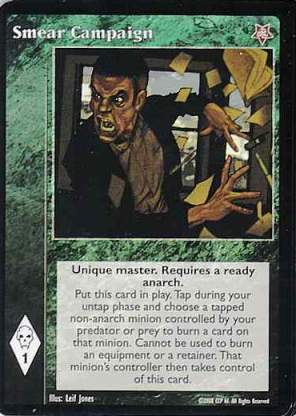 Smear Campaign
Unique master. Requires a ready
anarch.
Put this card in play. Tap during your
untap phase and choose a tapped
non-anarch minion controlled by your
predator or prey to burn a card on
that minion. Cannot be used to burn
an equipment or a retainer. That
minion's controller then takes control
of this card.
1
Illus: Leif Jones